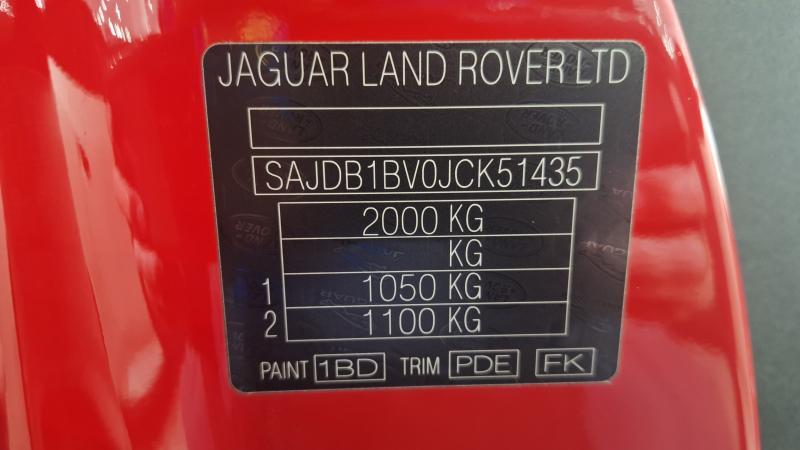 JAGUAR LAND ROVER LTD
SAJDB1BV0JCK51435
2000 KG
KG
1 1050 KG
2 1100 KG
PAINT 1BD TRIM PDE FK